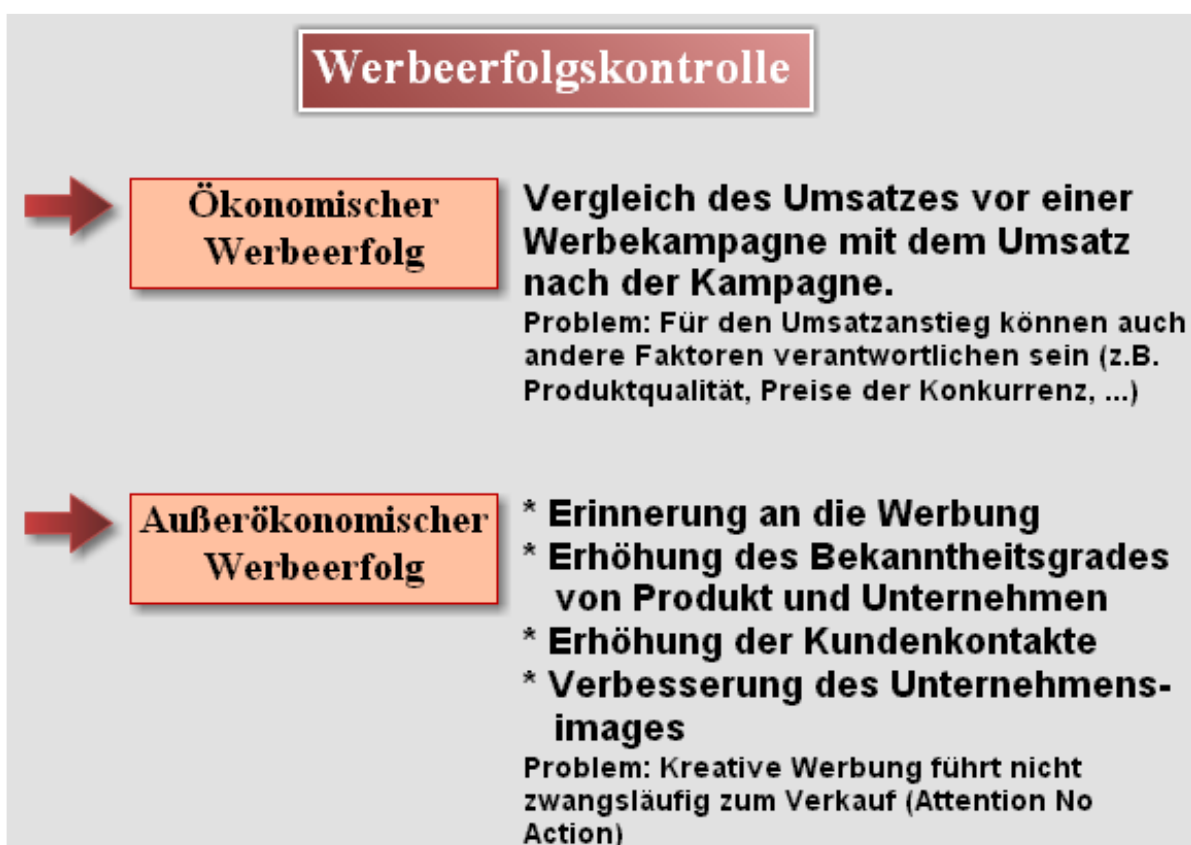 Werbeerfolgskontrolle
Ökonomischer
Werbeerfolg
Vergleich des Umsatzes vor einer
Werbekampagne mit dem Umsatz
nach der Kampagne.
Problem: Für den Umsatzanstieg können auch
andere Faktoren verantwortlichen sein (z.B.
Produktqualität, Preise der Konkurrenz, ...)
Außerökonomischer
Werbeerfolg
* Erinnerung an die Werbung
* Erhöhung des Bekanntheitsgrades
von Produkt und Unternehmen
* Erhöhung der Kundenkontakte
* Verbesserung des Unternehmens-
images
Problem: Kreative Werbung führt nicht
zwangsläufig zum Verkauf (Attention No
Action)